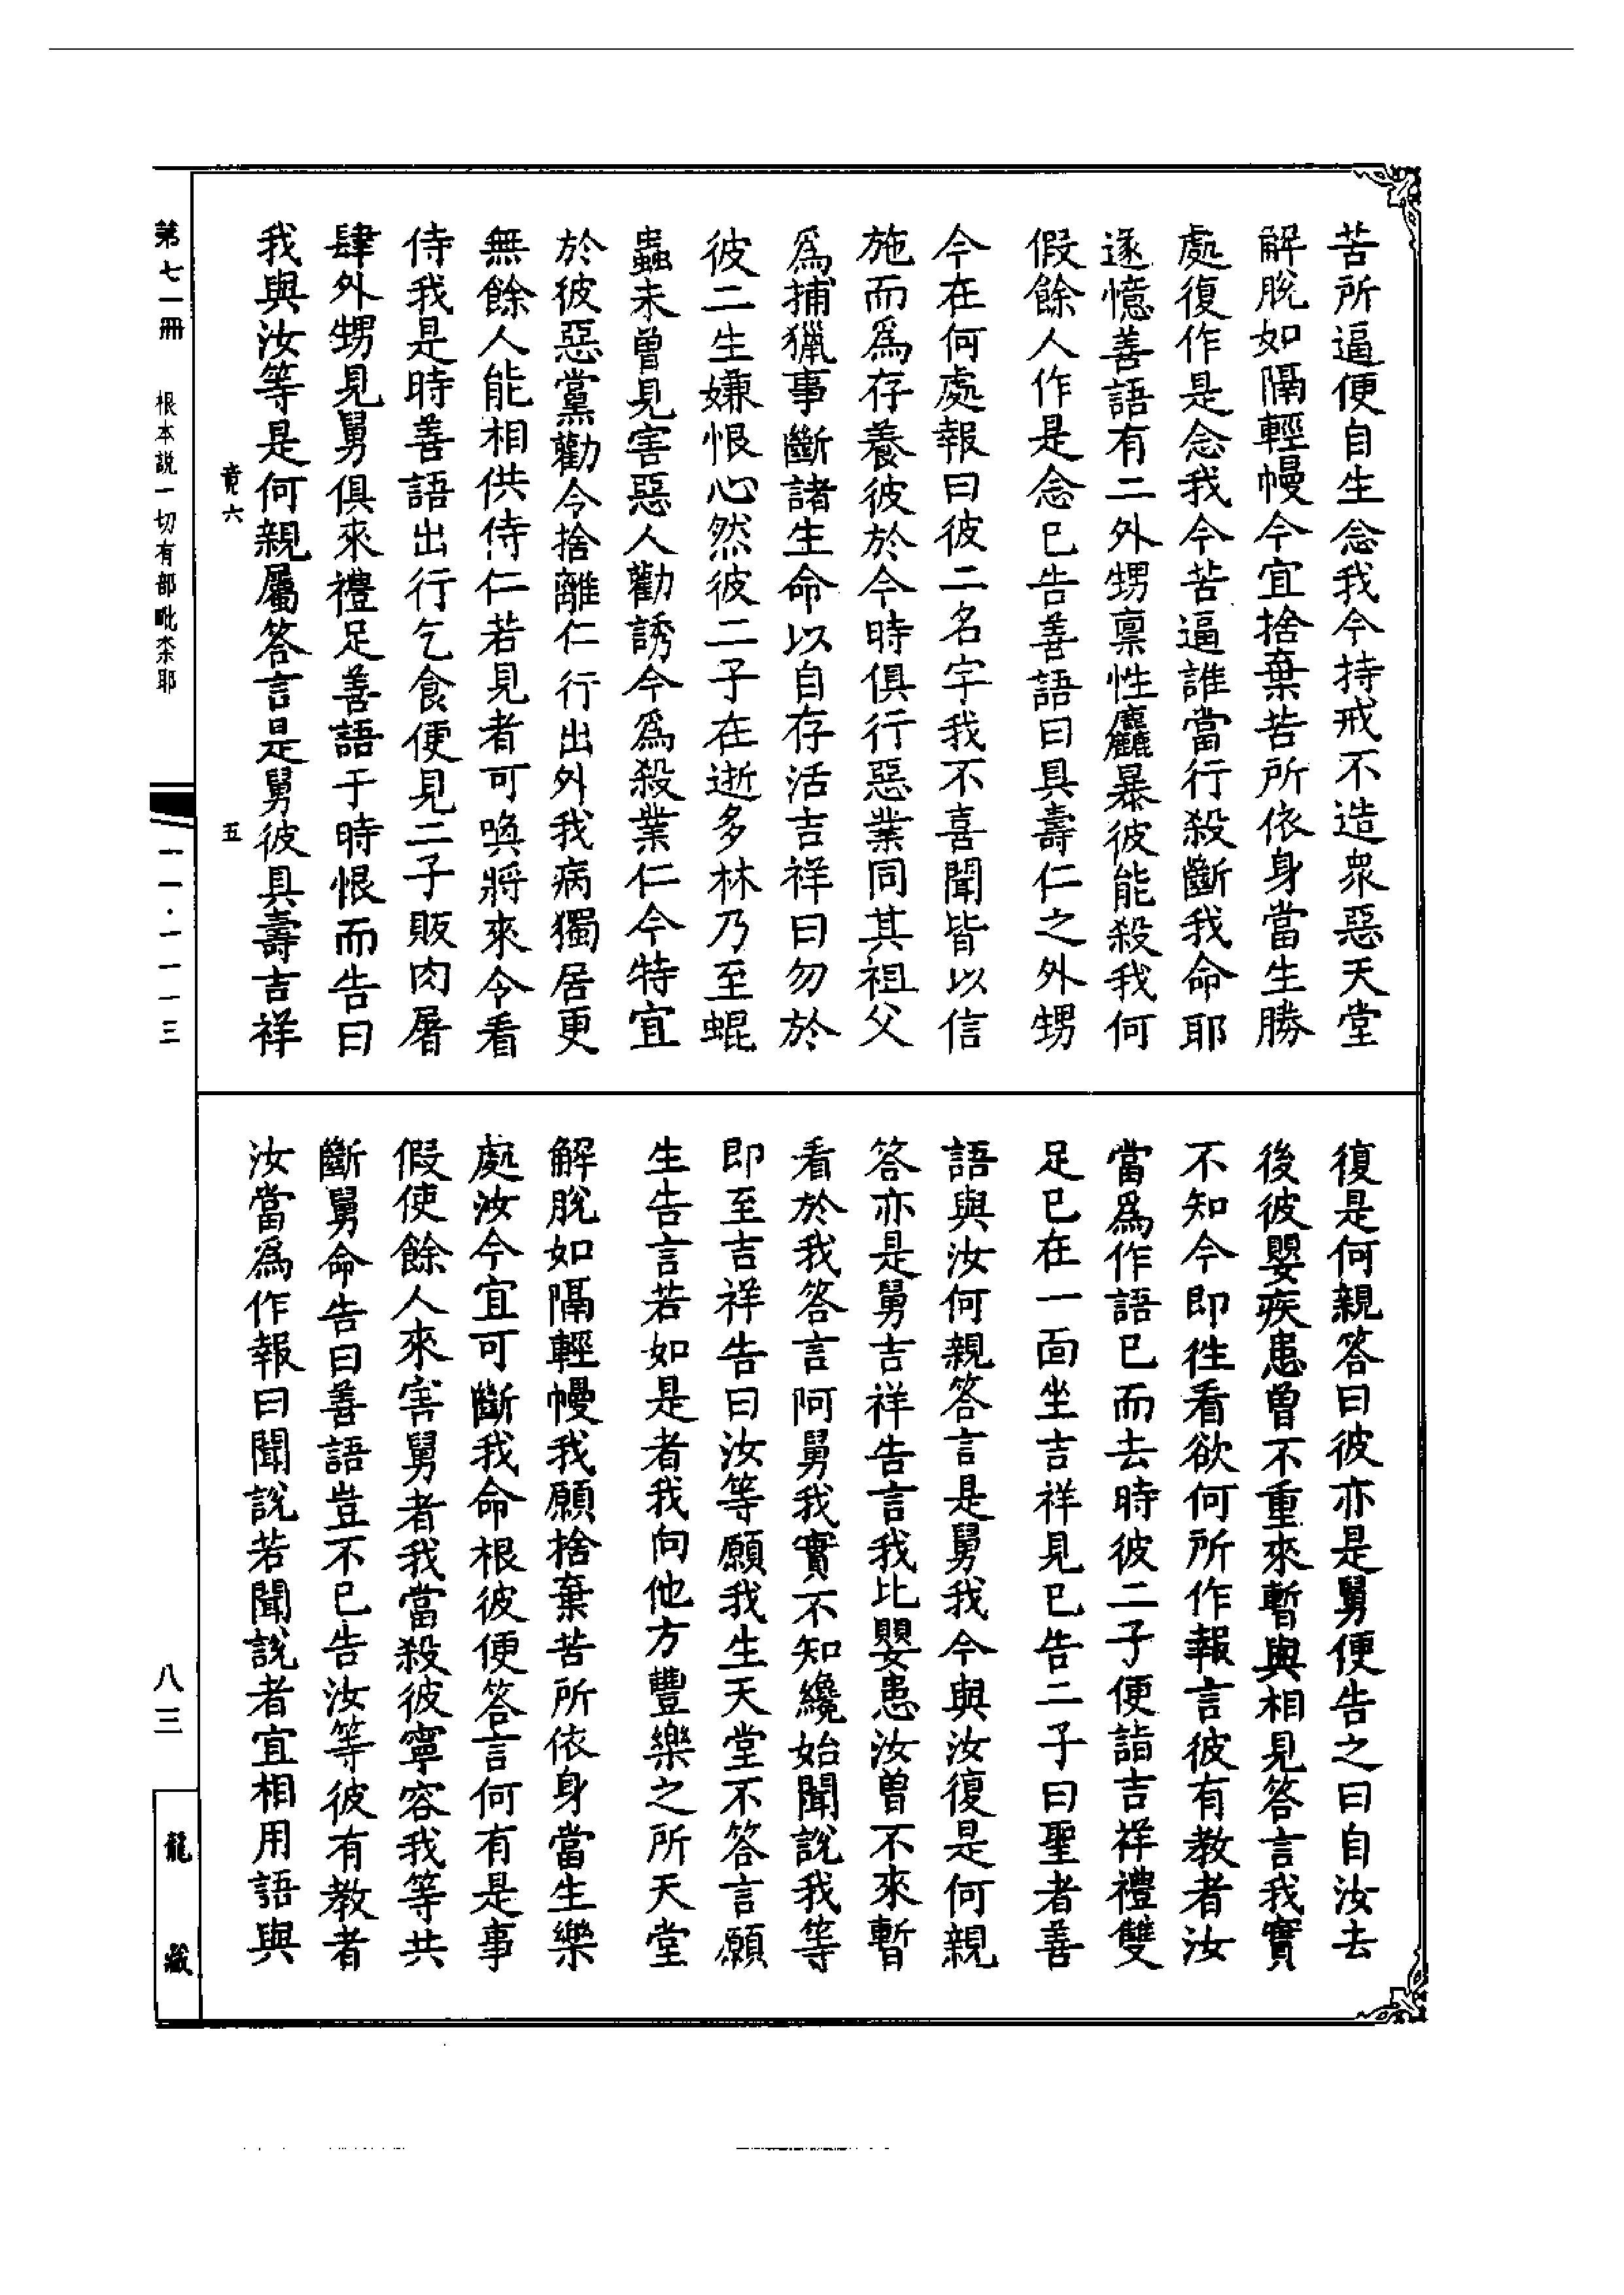 苦所逼便自生念我今持戒不造眾惡天堂
解脫如隔輕幔今宜捨棄苦所依身當生勝
處復作是念我今苦逼誰當行殺斷我命耶
遂憶善語有二外甥稟性麤暴彼能殺我何
假餘人作是念已告善語曰具壽仁之外甥
今在何處報曰彼二名字我不喜聞皆以信
施而為存養彼於今時俱行惡業同其祖父
為捕獵事斷諸生命以自存活吉祥曰勿於
彼二生嫌恨心然彼二子在逝多林乃至蜫
蟲未曾見害惡人勸誘今為殺業仁今特宜
於彼惡黨勸令捨離仁行出外我病獨居更
無餘人能相供侍仁若見者可喚將來令看
侍我是時善語出行乞食便見二子販肉屠
肆外甥見舅俱來禮足善語于時恨而告曰
我與汝等是何親屬答言是舅彼具壽吉祥
竟六 五
復是何親答曰彼亦是舅便告之曰自汝去
後彼嬰疾患曾不重來暫與相見答言我實
不知今即往看欲何所作報言彼有教者汝
當為作語已而去時彼二子便詣吉祥禮雙
足已在一面坐吉祥見已告二子曰聖者善
語與汝何親答言是舅我今與汝復是何親
答亦是舅吉祥告言我比嬰患汝曾不來暫
看於我答言阿舅我實不知纔始聞說我等
即至吉祥告曰汝等願我生天堂不答言願
生告言若如是者我向他方豐樂之所天堂
解脫如隔輕幔我願捨棄苦所依身當生樂
處汝今宜可斷我命根彼便答言何有是事
假使餘人來害舅者我當殺彼寧容我等共
斷舅命告曰善語豈不已告汝等彼有教者
汝當為作報曰聞說若聞說者宜相用語與
第七一冊 根本說一切有部毗柰耶 一一一·一一一三
八三
龍藏